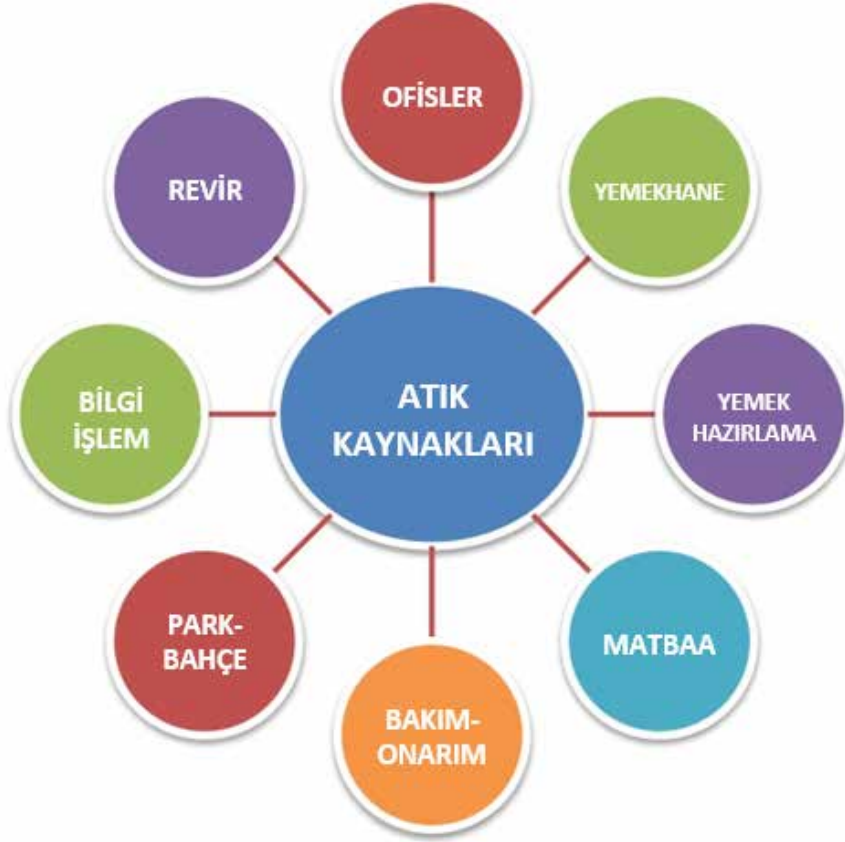 OFİSLER
YEMEKHANE
YEMEK
HAZIRLAMA
MATBAA
BAKIM-
ONARIM
PARK-
BAHÇE
BİLGİ
İŞLEM
REVİR
ATIK
KAYNAKLARI